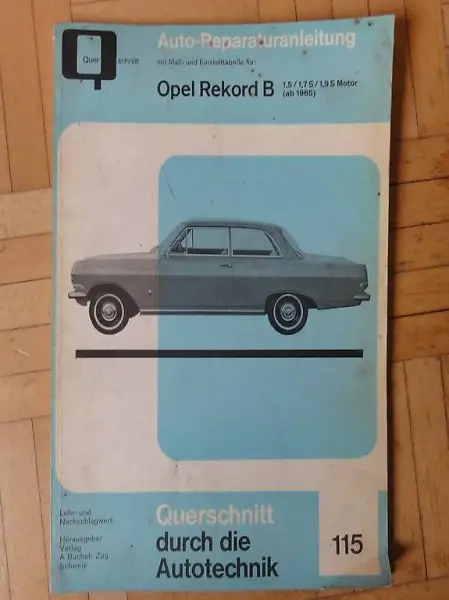 Auto-Reparaturanleitung
Quer schnitt
mit Maß- und Einstelltabelle für:
Opel Rekord B 1,5 / 1,7 S / 1,9 S Motor
(ab 1965)
Lehr- und
Nachschlagwerk
Herausgeber
Verlag
A. Bucheli Zug
Schweiz
Querschnitt
durch die
Autotechnik
115